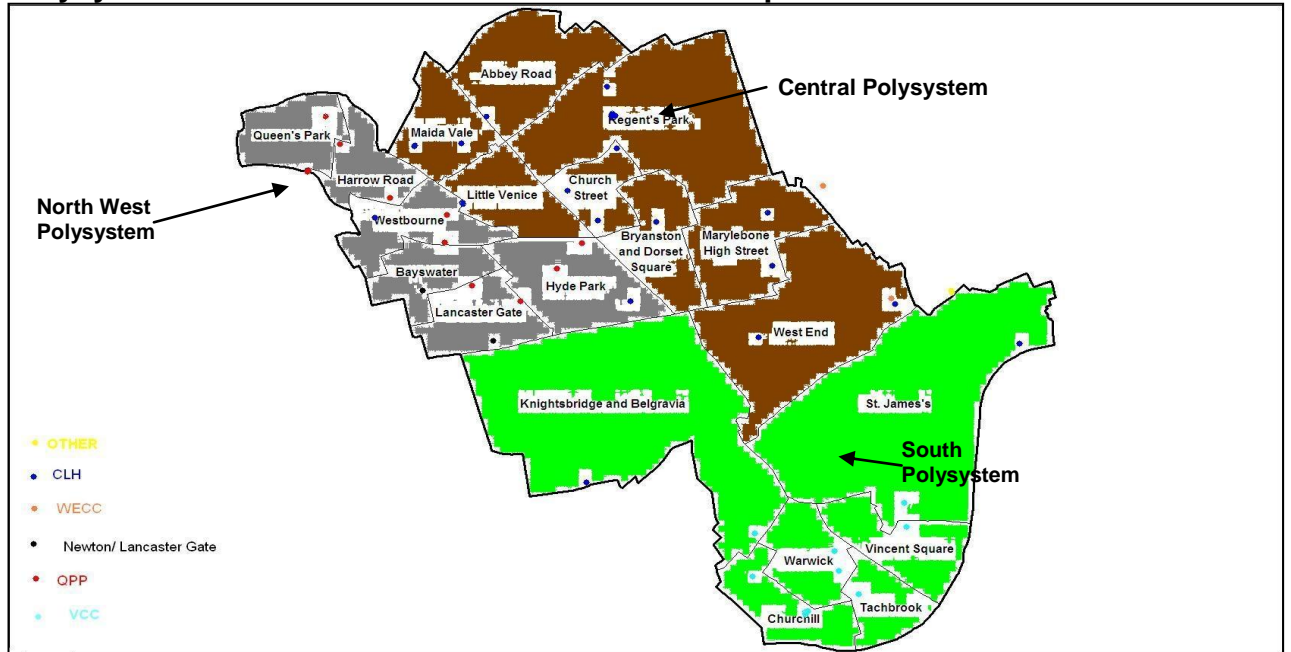 Abbey Road
Central Polysystem
Regent's Park
Queen's Park
Maida Vale
Harrow Road
Church
Street
Little Venice
North West
Polysystem
Westbourne
Bryanston
and Dorset
Square
Marylebone
High Street
Bayswater
Hyde Park
Lancaster Gate
West End
Knightsbridge and Belgravia
St. James's
OTHER
South
Polysystem
CLH
WECC
Newton/ Lancaster Gate
Vincent Square
Warwick
QPP
Tachbrook
VCC
Churchill